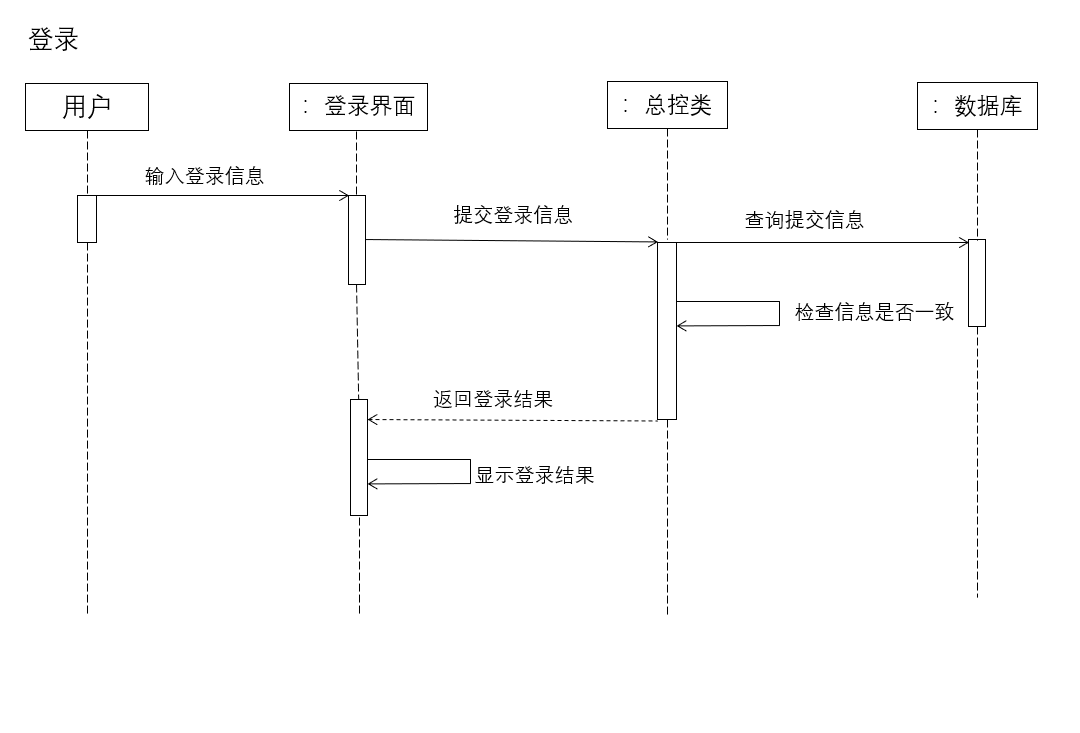 登录
用户
： 登录界面
： 总控类
： 数据库
输入登录信息
提交登录信息
查询提交信息
检查信息是否一致
返回登录结果
显示登录结果